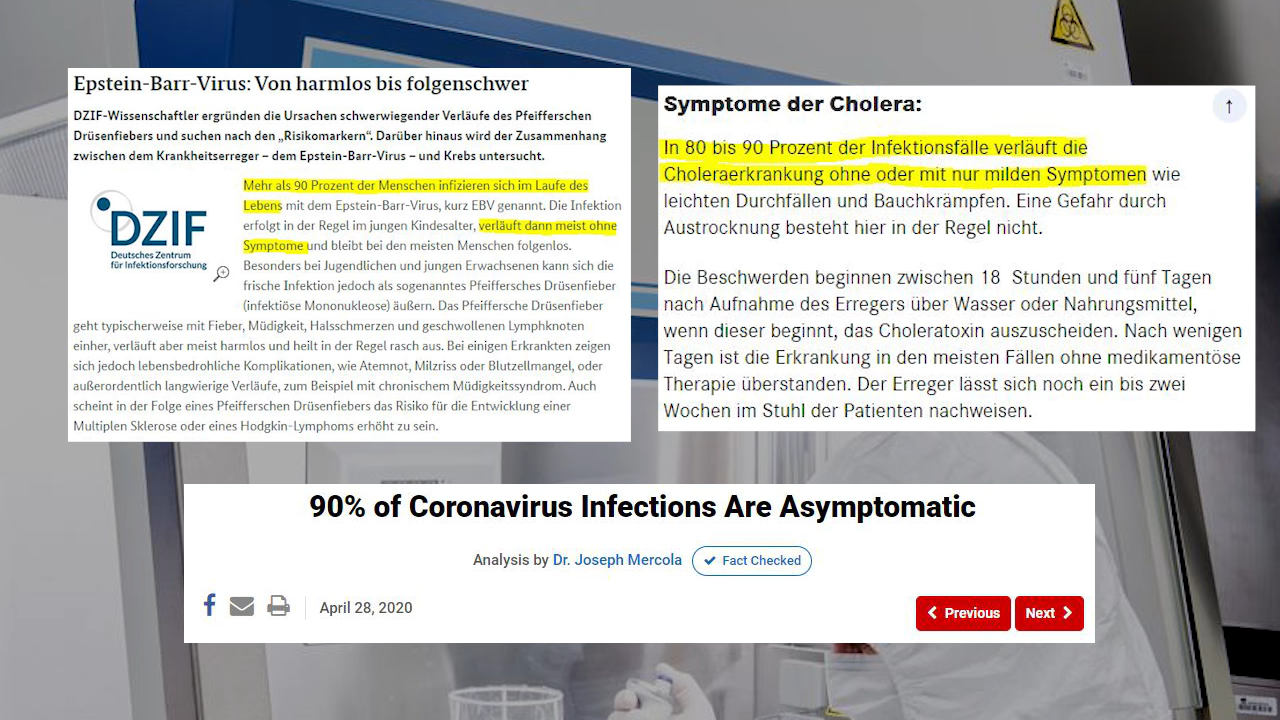 Epstein-Barr-Virus: Von harmlos bis folgenschwer
DZIF-Wissenschaftler ergründen die Ursachen schwerwiegender Verläufe des Pfeifferschen
Drüsenfiebers und suchen nach den „Risikomarkern“. Darüber hinaus wird der Zusammenhang
zwischen dem Krankheitserreger – dem Epstein-Barr-Virus – und Krebs untersucht.
DZIF
Deutsches Zentrum
für Infektionsforschung
Mehr als 90 Prozent der Menschen infizieren sich im Laufe des
Lebens mit dem Epstein-Barr-Virus, kurz EBV genannt. Die Infektion
erfolgt in der Regel im jungen Kindesalter, verläuft dann meist ohne
Symptome und bleibt bei den meisten Menschen folgenlos.
Besonders bei Jugendlichen und jungen Erwachsenen kann sich die
frische Infektion jedoch als sogenanntes Pfeiffersches Drüsenfieber
(infektiöse Mononukleose) äußern. Das Pfeiffersche Drüsenfieber
geht typischerweise mit Fieber, Müdigkeit, Halsschmerzen und geschwollenen Lymphknoten
einher, verläuft aber meist harmlos und heilt in der Regel rasch aus. Bei einigen Erkrankten zeigen
sich jedoch lebensbedrohliche Komplikationen, wie Atemnot, Milzriss oder Blutzellmangel, oder
außerordentlich langwierige Verläufe, zum Beispiel mit chronischem Müdigkeitssyndrom. Auch
scheint in der Folge eines Pfeifferschen Drüsenfiebers das Risiko für die Entwicklung einer
Multiplen Sklerose oder eines Hodgkin-Lymphoms erhöht zu sein.
Symptome der Cholera:
In 80 bis 90 Prozent der Infektionsfälle verläuft die
Choleraerkrankung ohne oder mit nur milden Symptomen wie
leichten Durchfällen und Bauchkrämpfen. Eine Gefahr durch
Austrocknung besteht hier in der Regel nicht.
Die Beschwerden beginnen zwischen 18 Stunden und fünf Tagen
nach Aufnahme des Erregers über Wasser oder Nahrungsmittel,
wenn dieser beginnt, das Choleratoxin auszuscheiden. Nach wenigen
Tagen ist die Erkrankung in den meisten Fällen ohne medikamentöse
Therapie überstanden. Der Erreger lässt sich noch ein bis zwei
Wochen im Stuhl der Patienten nachweisen.
90% of Coronavirus Infections Are Asymptomatic
Analysis by Dr. Joseph Mercola Fact Checked
April 28, 2020
Previous Next